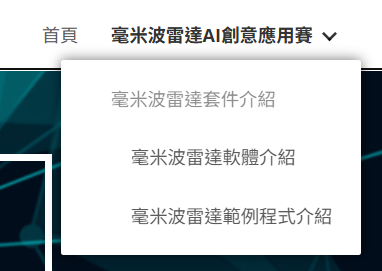 首頁 毫米波雷達AI創意應用賽
毫米波雷達套件介紹
毫米波雷達軟體介紹
毫米波雷達範例程式介紹